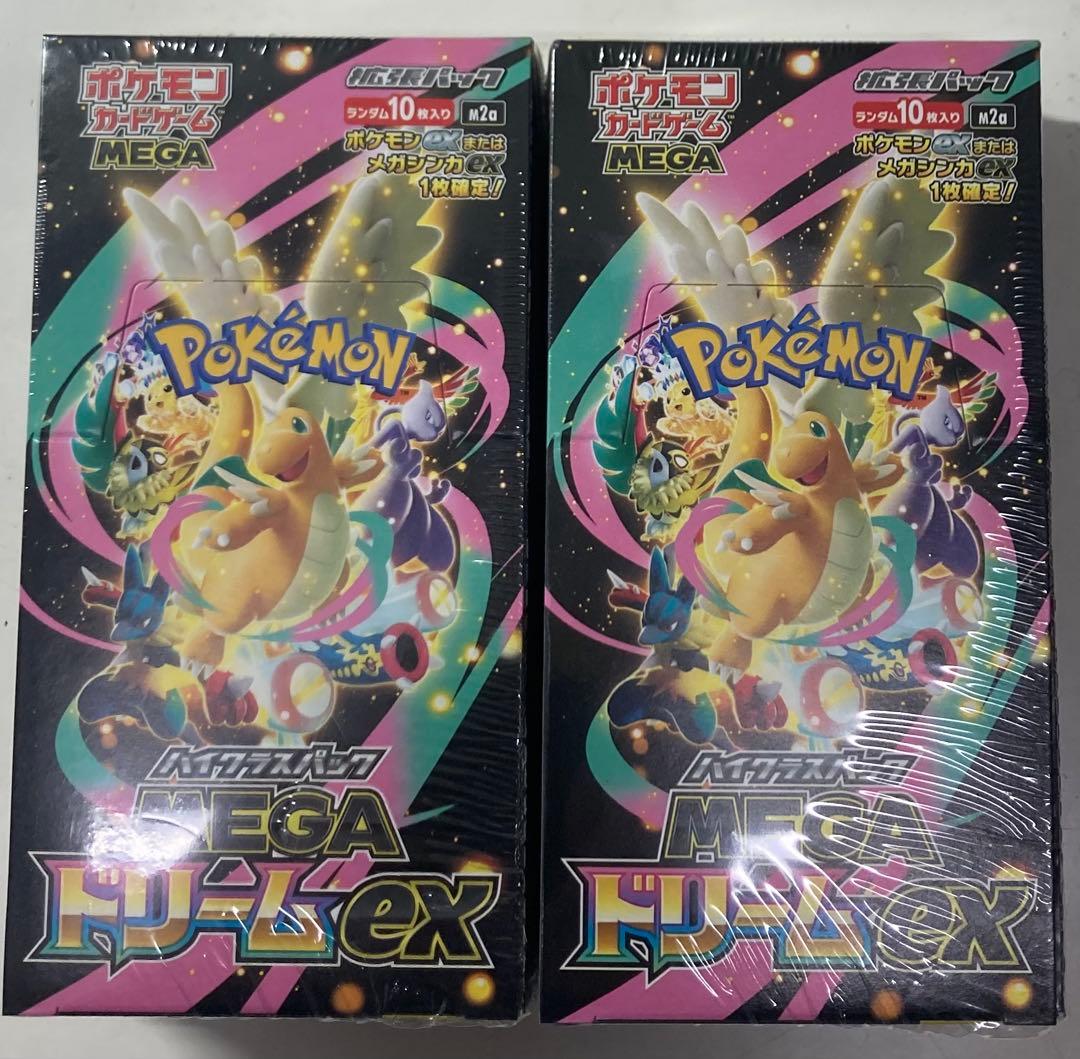 ポケモン
カードゲーム™
MEGA
拡張パック
ランダム10枚入り M2a
ポケモンexまたは
メガシンカex
1枚確定!
POKéMON™
ハイクラスパック
MEGA
ドリームex
ポケモン
カードゲーム™
MEGA
拡張パック
ランダム10枚入り M2a
ポケモンexまたは
メガシンカex
1枚確定!
POKéMON™
ハイクラスパック
MEGA
ドリームex